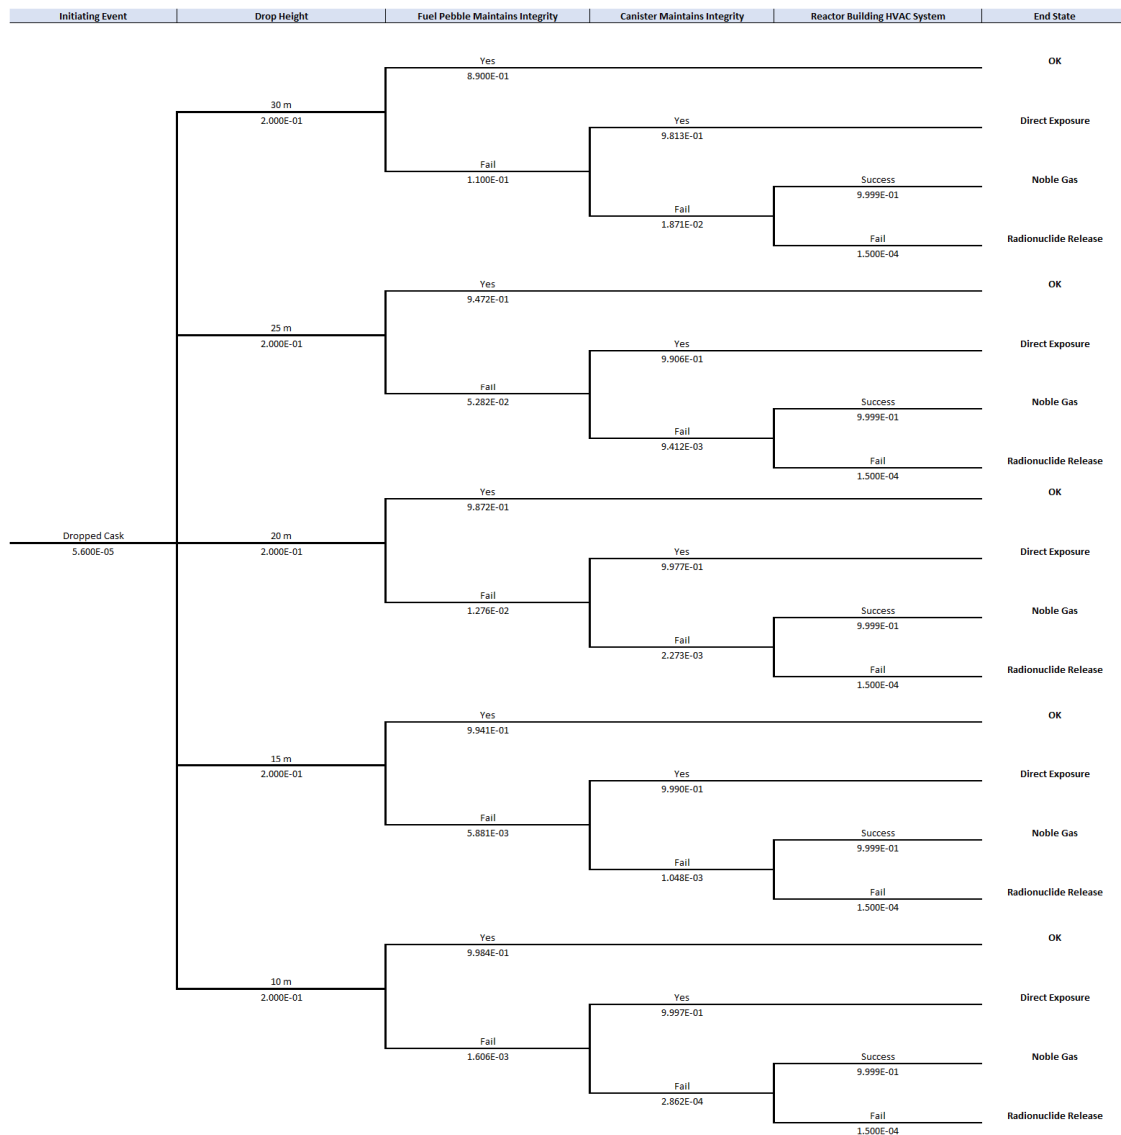 Initiating Event
Drop Height
Fuel Pebble Maintains Integrity
Canister Maintains Integrity
Reactor Building HVAC System
End State
Yes
8.900E-01
OK
30 m
2.000E-01
Yes
9.813E-01
Direct Exposure
Fail
1.100E-01
Success
9.999E-01
Noble Gas
Fail
1.871E-02
Fail
1.500E-04
Radionuclide Release
Yes
9.472E-01
OK
25 m
2.000E-01
Yes
9.906E-01
Direct Exposure
Fail
5.282E-02
Success
9.999E-01
Noble Gas
Fail
9.412E-03
Fail
1.500E-04
Radionuclide Release
Yes
9.872E-01
OK
Dropped Cask
5.600E-05
20 m
2.000E-01
Yes
9.977E-01
Direct Exposure
Fail
1.276E-02
Success
9.999E-01
Noble Gas
Fail
2.273E-03
Fail
1.500E-04
Radionuclide Release
Yes
9.941E-01
OK
15 m
2.000E-01
Yes
9.990E-01
Direct Exposure
Fail
5.881E-03
Success
9.999E-01
Noble Gas
Fail
1.048E-03
Fail
1.500E-04
Radionuclide Release
Yes
9.984E-01
OK
10 m
2.000E-01
Yes
9.997E-01
Direct Exposure
Fail
1.606E-03
Success
9.999E-01
Noble Gas
Fail
2.862E-04
Fail
1.500E-04
Radionuclide Release